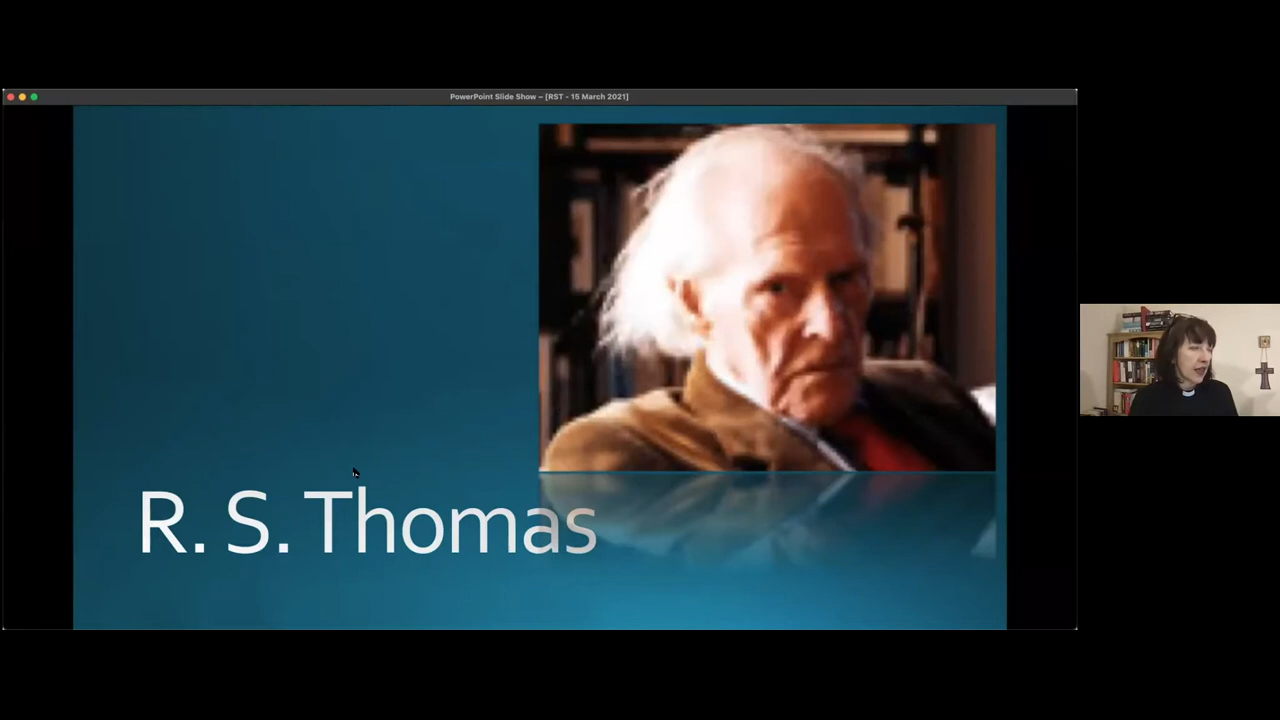 PowerPoint Slide Show – [RST - 15 March 2021]
R. S. Thomas